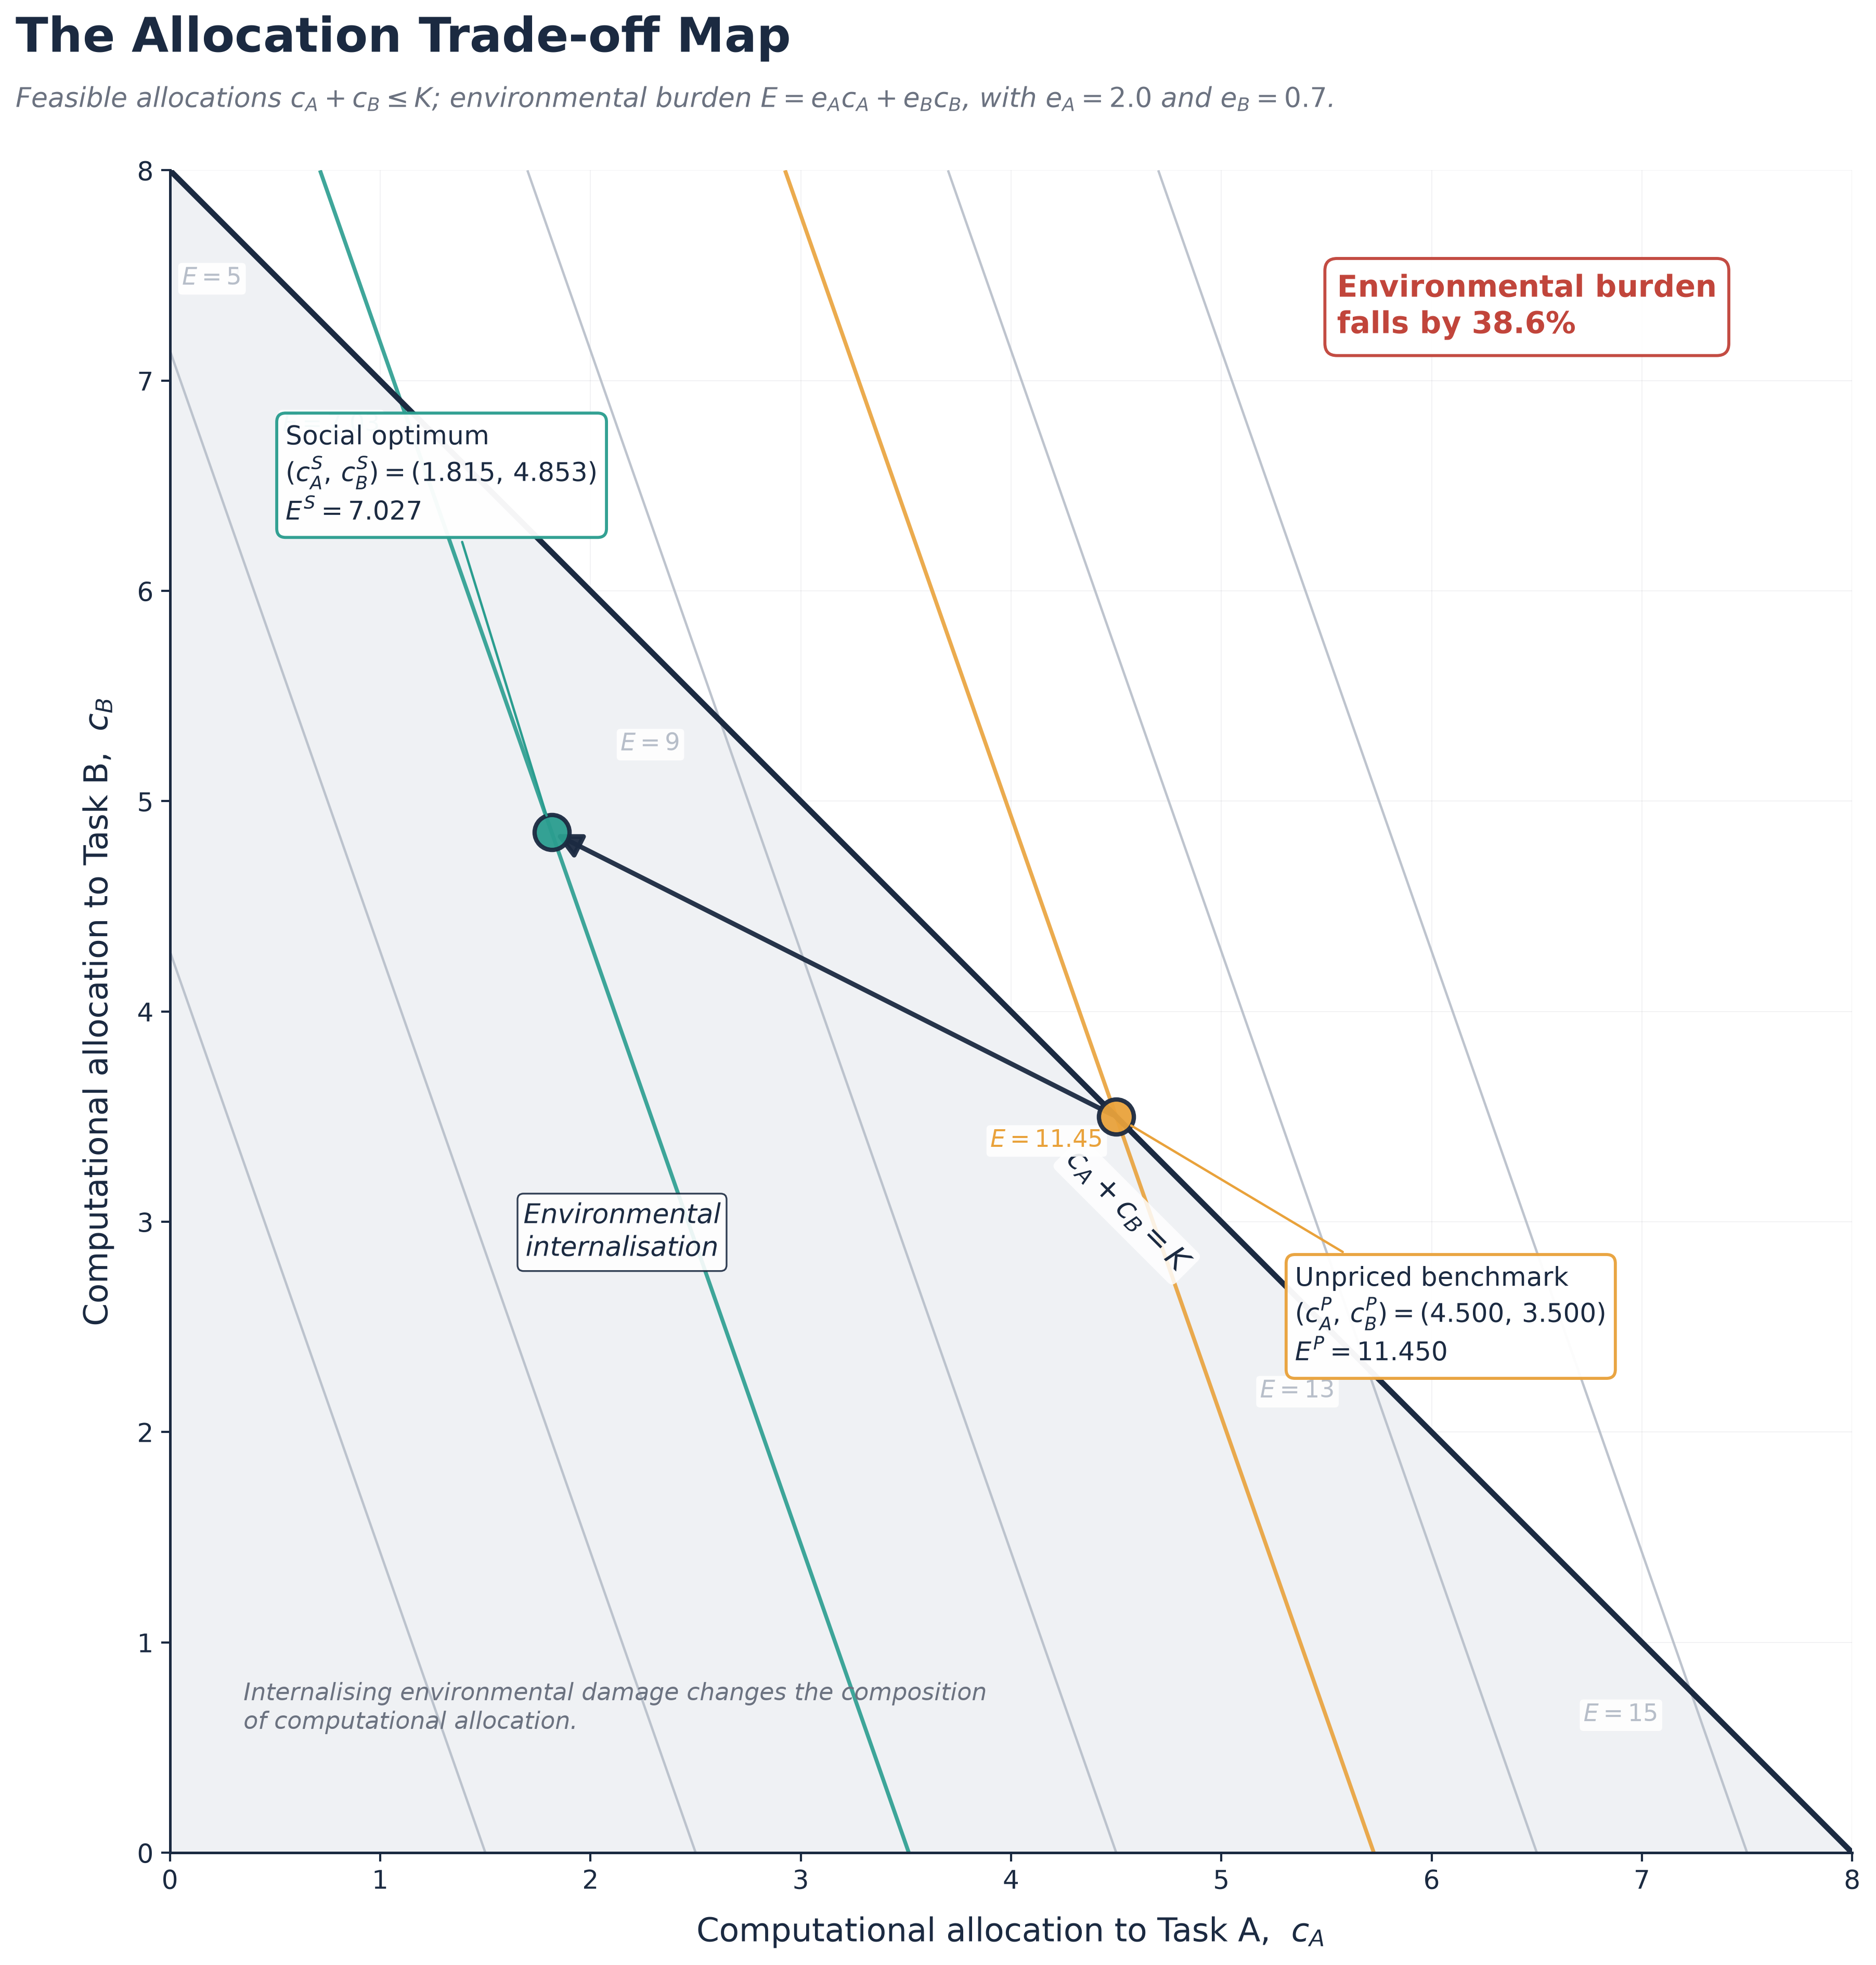 The Allocation Trade-off Map
Feasible allocations c_A + c_B ≤ K; environmental burden E = e_A c_A + e_B c_B, with e_A = 2.0 and e_B = 0.7.
8
E = 5
Environmental burden
falls by 38.6%
7
Social optimum
(c_A^S, c_B^S) = (1.815, 4.853)
E^S = 7.027
6
E = 9
5
4
E = 11.45
c_A + c_B = K
3
Environmental
internalisation
Unpriced benchmark
(c_A^P, c_B^P) = (4.500, 3.500)
E^P = 11.450
E = 13
2
1
Internalising environmental damage changes the composition
of computational allocation.
E = 15
0
0 1 2 3 4 5 6 7 8
Computational allocation to Task A, c_A
Computational allocation to Task B, c_B